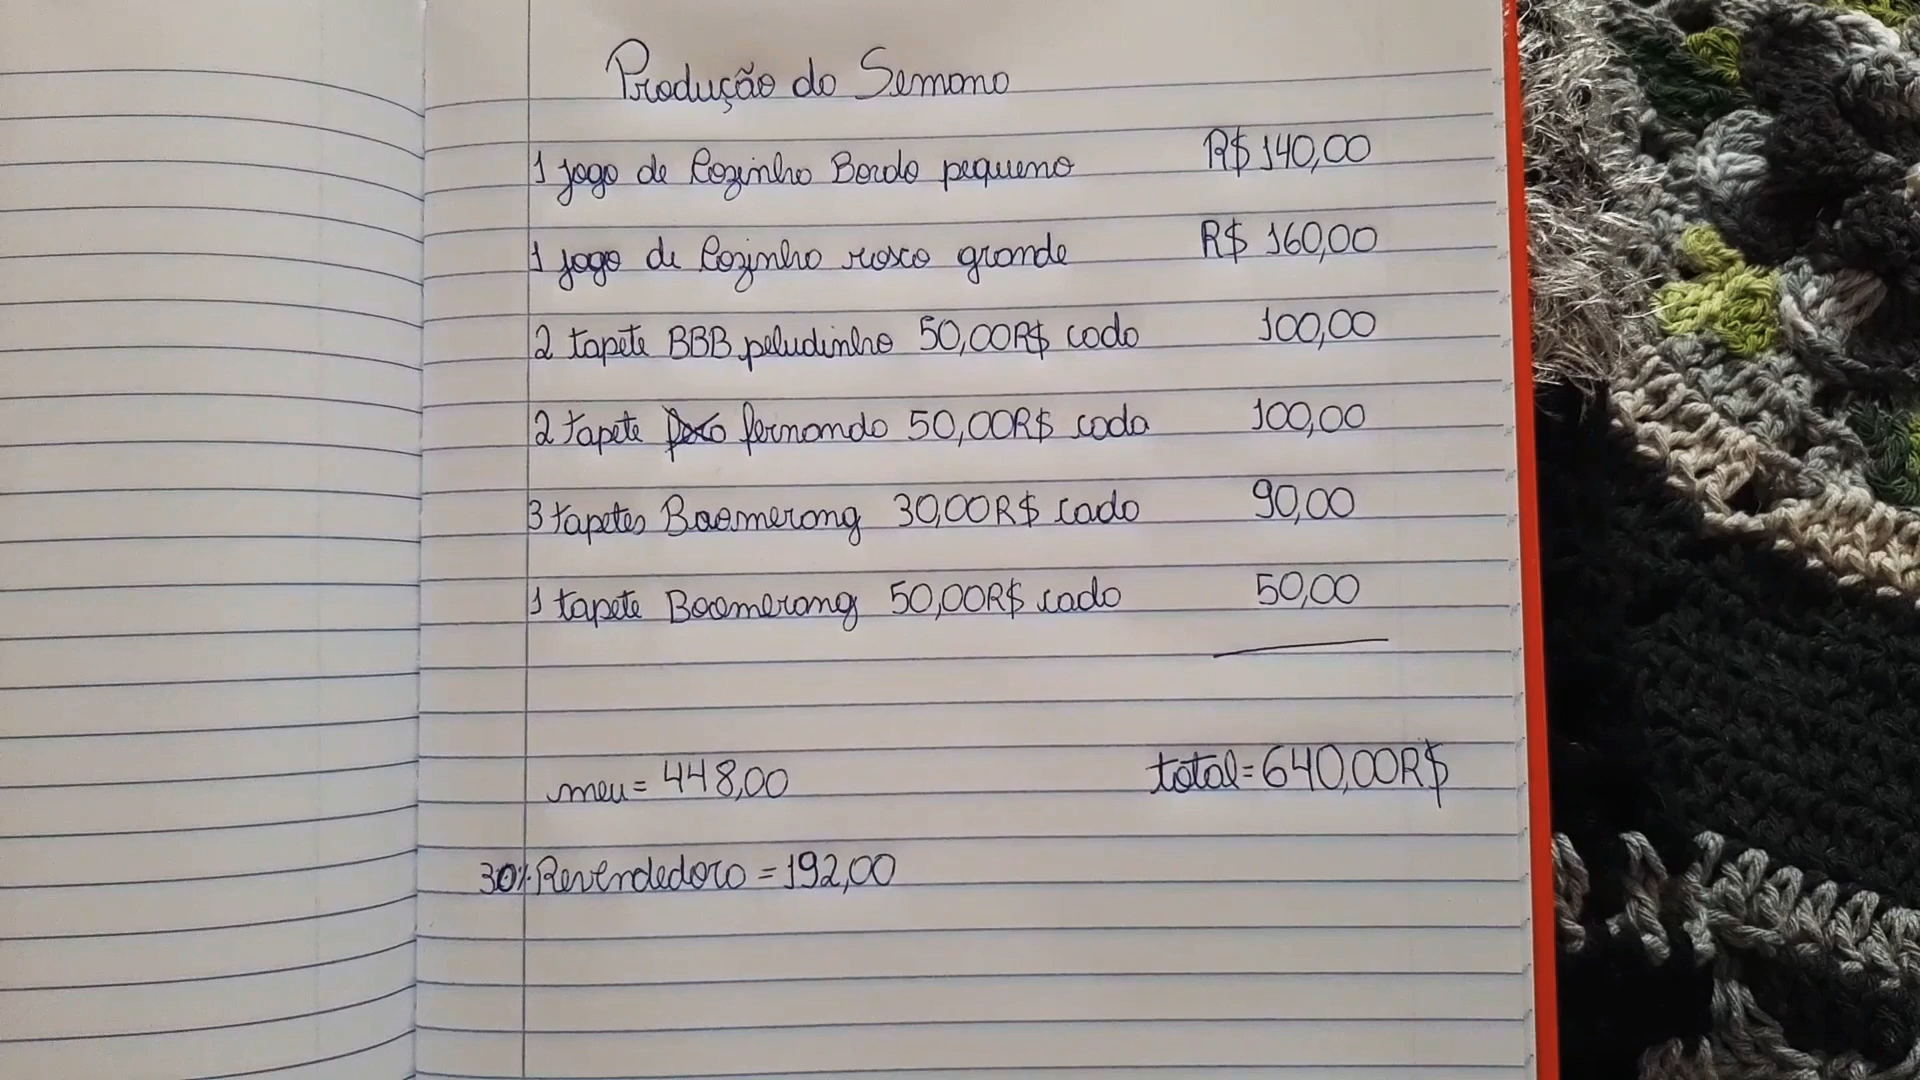 Produção da Semana
1 jogo de Cozinha Borda pequeno R$ 140,00
1 jogo de Cozinha rosca grande R$ 160,00
2 tapete BBB peludinho 50,00R$ cada 100,00
2 tapete fernanda 50,00R$ cada 100,00
3 tapetes Boomerang 30,00R$ cada 90,00
1 tapete Boomerang 50,00R$ cada 50,00
meu = 448,00 total = 640,00R$
30% Revendedora = 192,00